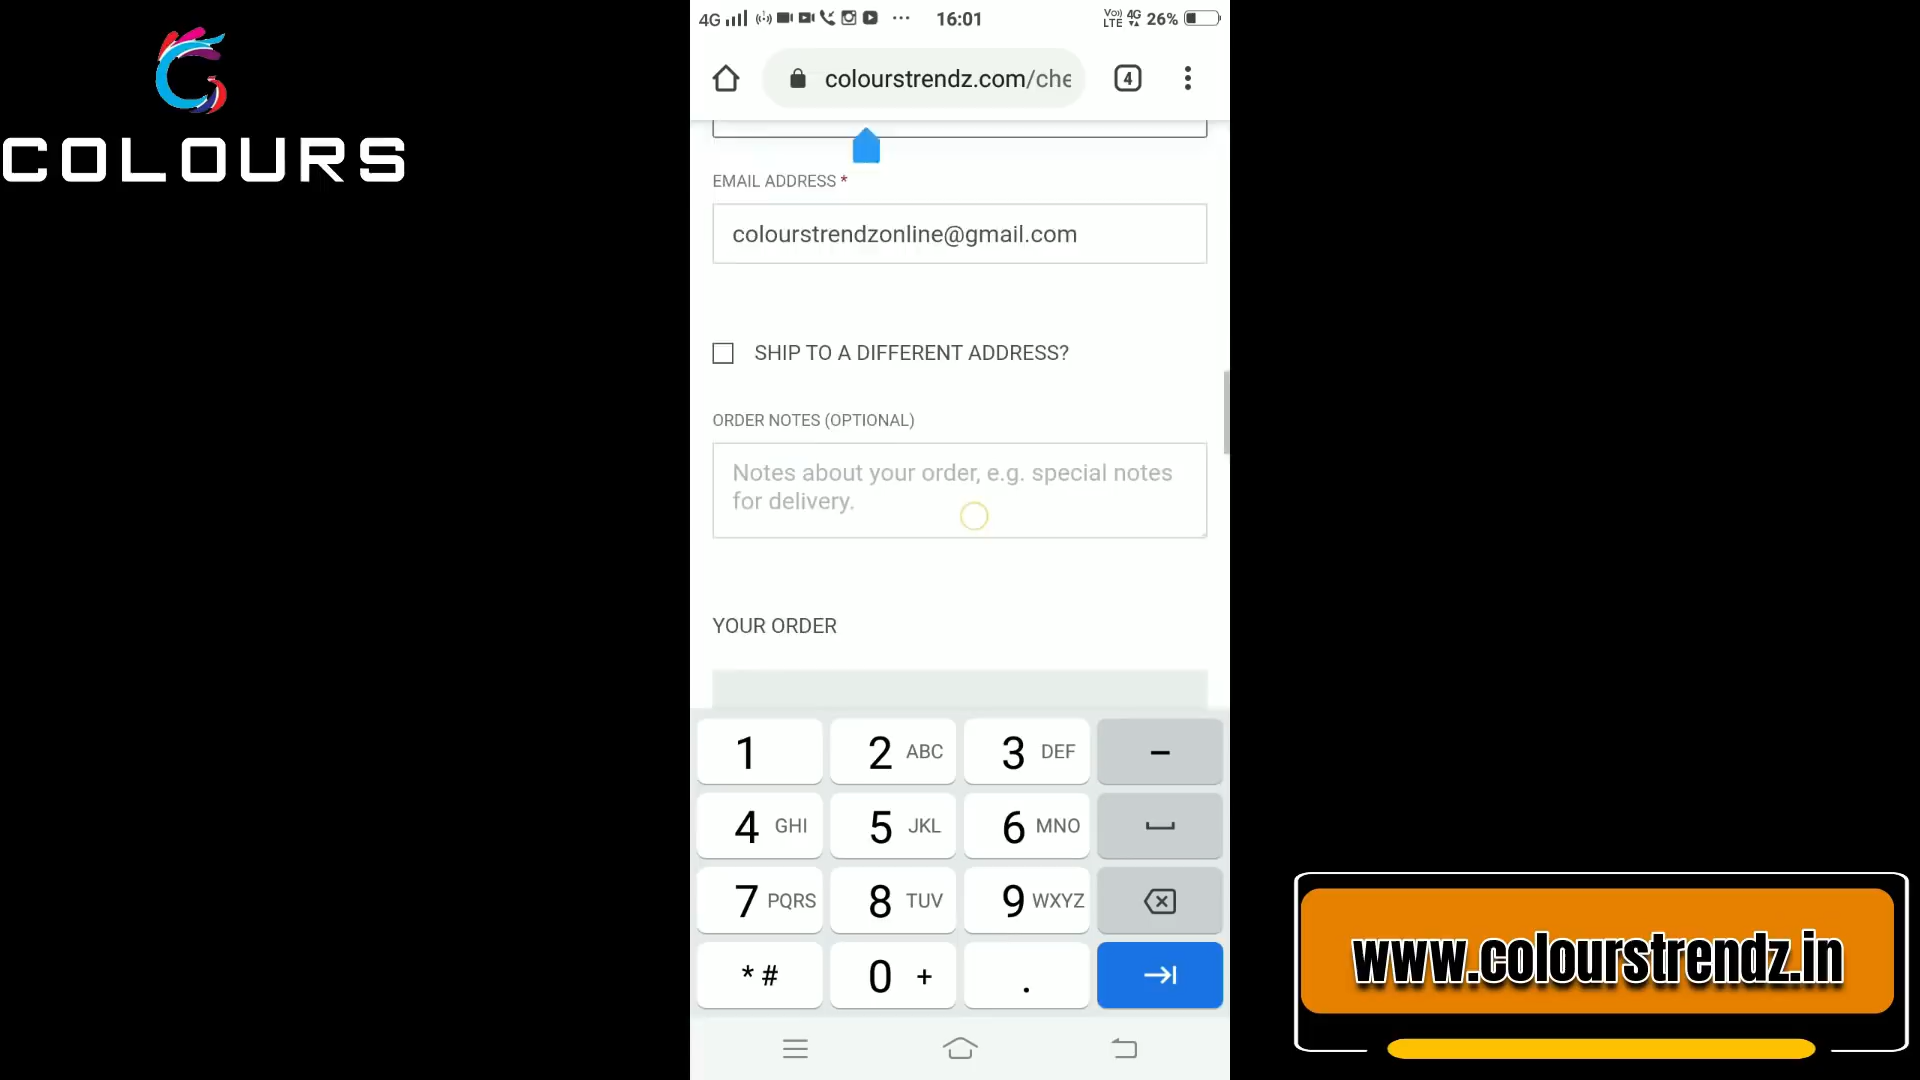 COLOURS
4G 16:01 Vo)) LTE 4G 26%
colourstrendz.com/che 4
EMAIL ADDRESS *
colourstrendzonline@gmail.com
SHIP TO A DIFFERENT ADDRESS?
ORDER NOTES (OPTIONAL)
Notes about your order, e.g. special notes
for delivery.
YOUR ORDER
1 2 ABC 3 DEF –
4 GHI 5 JKL 6 MNO
7 PQRS 8 TUV 9 WXYZ
* # 0 + .
www.colourstrendz.in